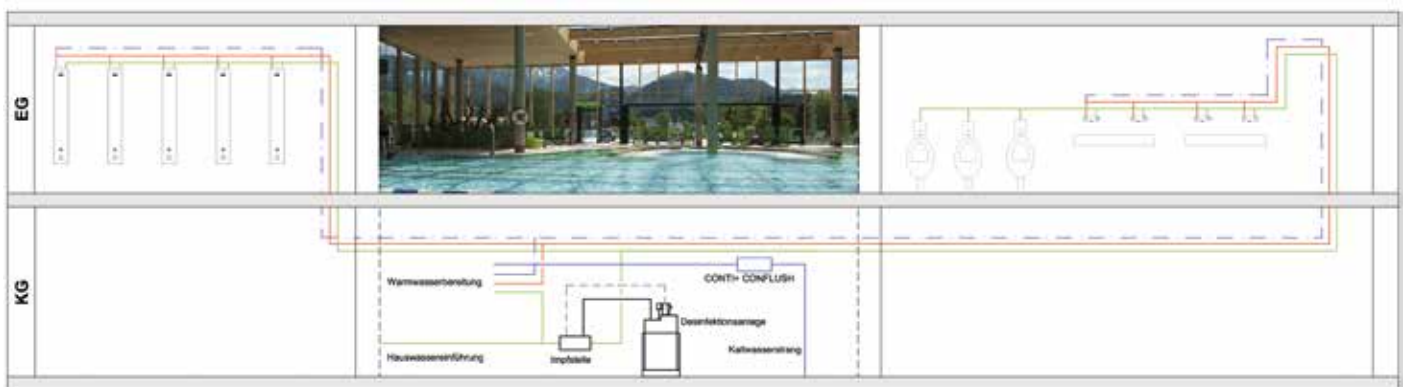 EG
KG
Warmwasserbereitung
CONTI+ CONFLUSH
Desinfektionsanlage
Kaltwasserstrang
Hauswassereinführung
Impfstelle